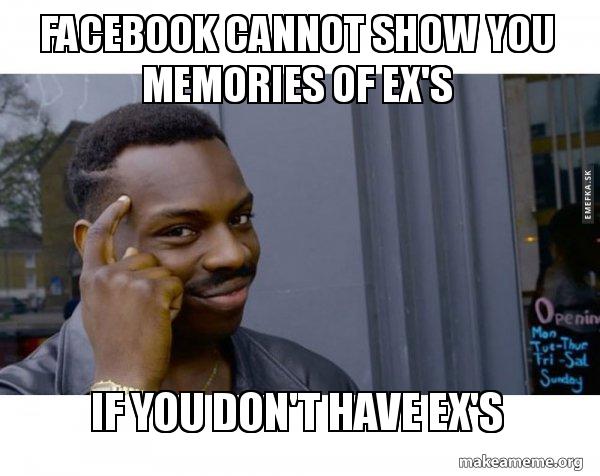 FACEBOOK CANNOT SHOW YOU
MEMORIES OF EX'S
EMEFKA.SK
Openin
Mon
Tue-Thur
Fri-Sat
Sunday
IF YOU DON'T HAVE EX'S
makeameme.org